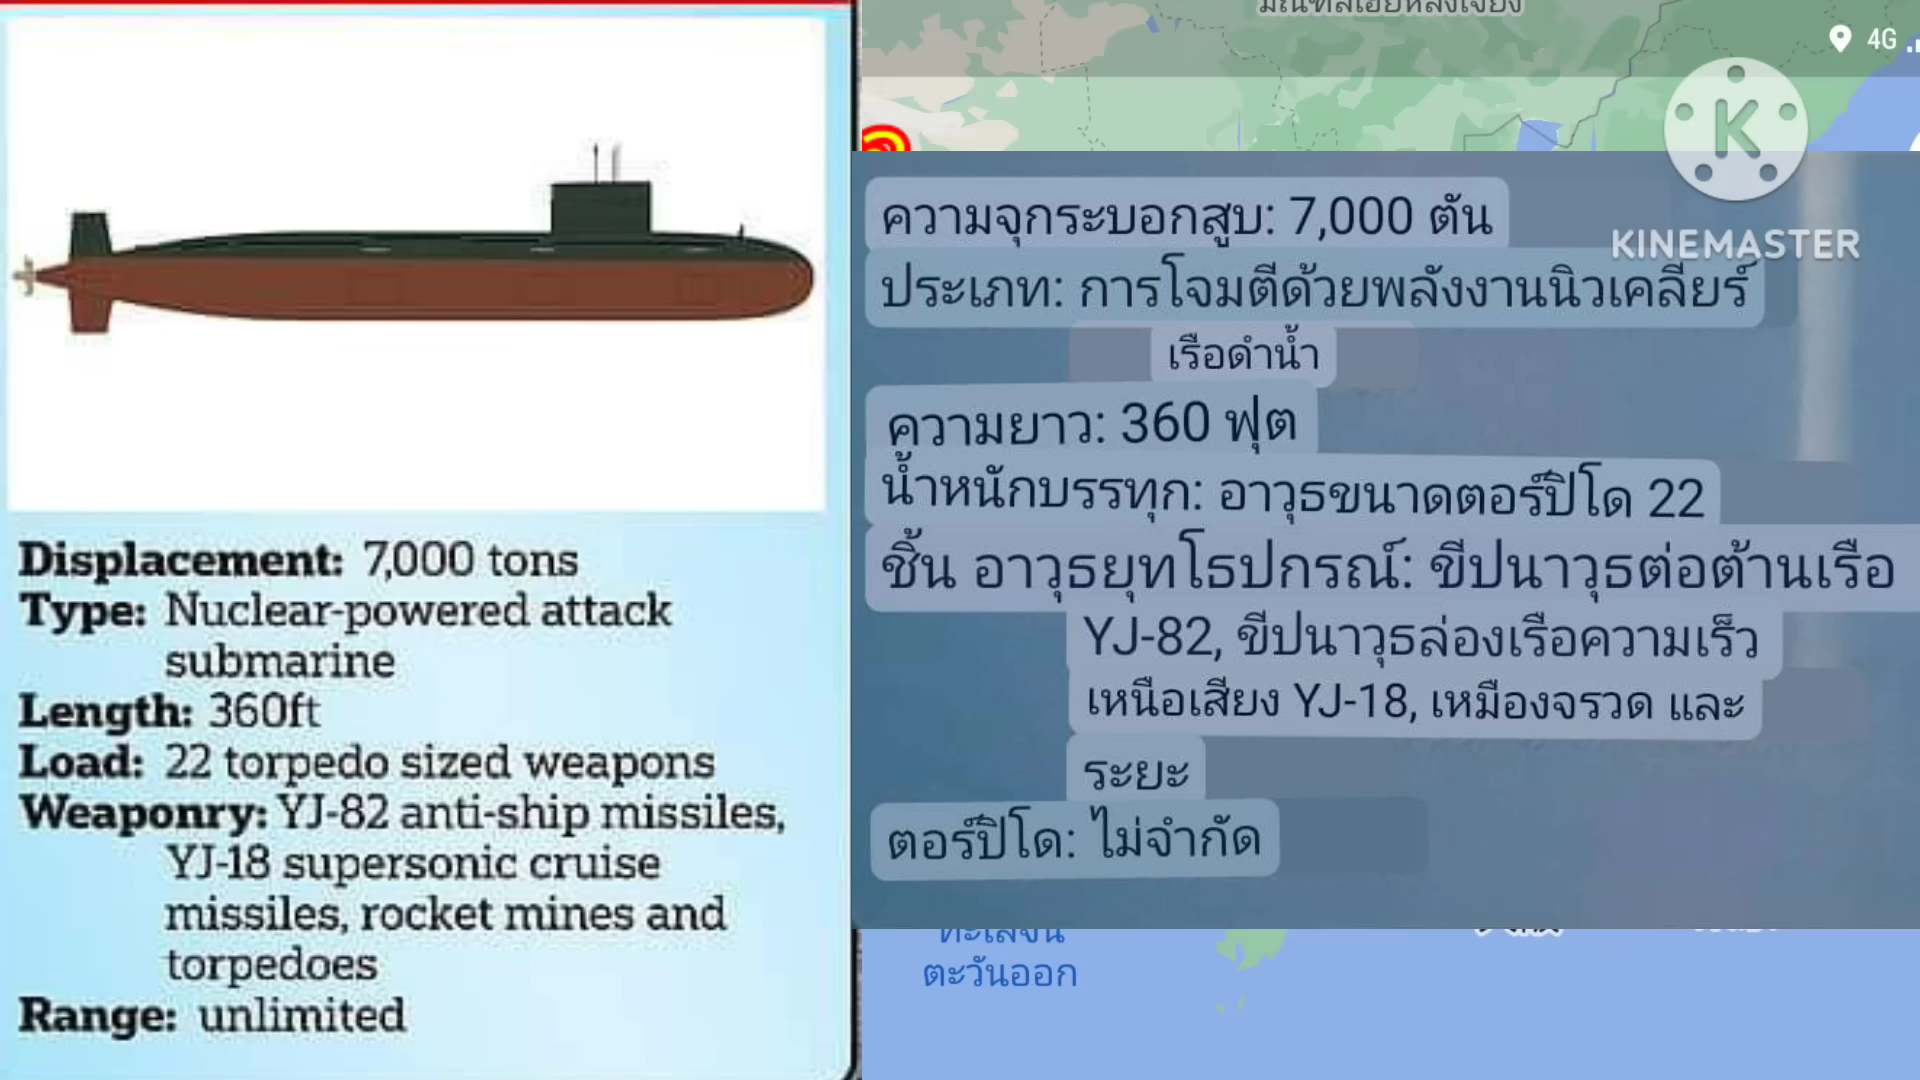 Displacement: 7,000 tons
Type: Nuclear-powered attack
submarine
Length: 360ft
Load: 22 torpedo sized weapons
Weaponry: YJ-82 anti-ship missiles,
YJ-18 supersonic cruise
missiles, rocket mines and
torpedoes
Range: unlimited
4G
K
KINEMASTER
ความจุกระบอกสูบ: 7,000 ตัน
ประเภท: การโจมตีด้วยพลังงานนิวเคลียร์
เรือดำน้ำ
ความยาว: 360 ฟุต
น้ำหนักบรรทุก: อาวุธขนาดตอร์ปิโด 22
ชิ้น อาวุธยุทโธปกรณ์: ขีปนาวุธต่อต้านเรือ
YJ-82, ขีปนาวุธล่องเรือความเร็ว
เหนือเสียง YJ-18, เหมืองจรวด และ
ระยะ
ตอร์ปิโด: ไม่จำกัด
ทะเลจีน
ตะวันออก